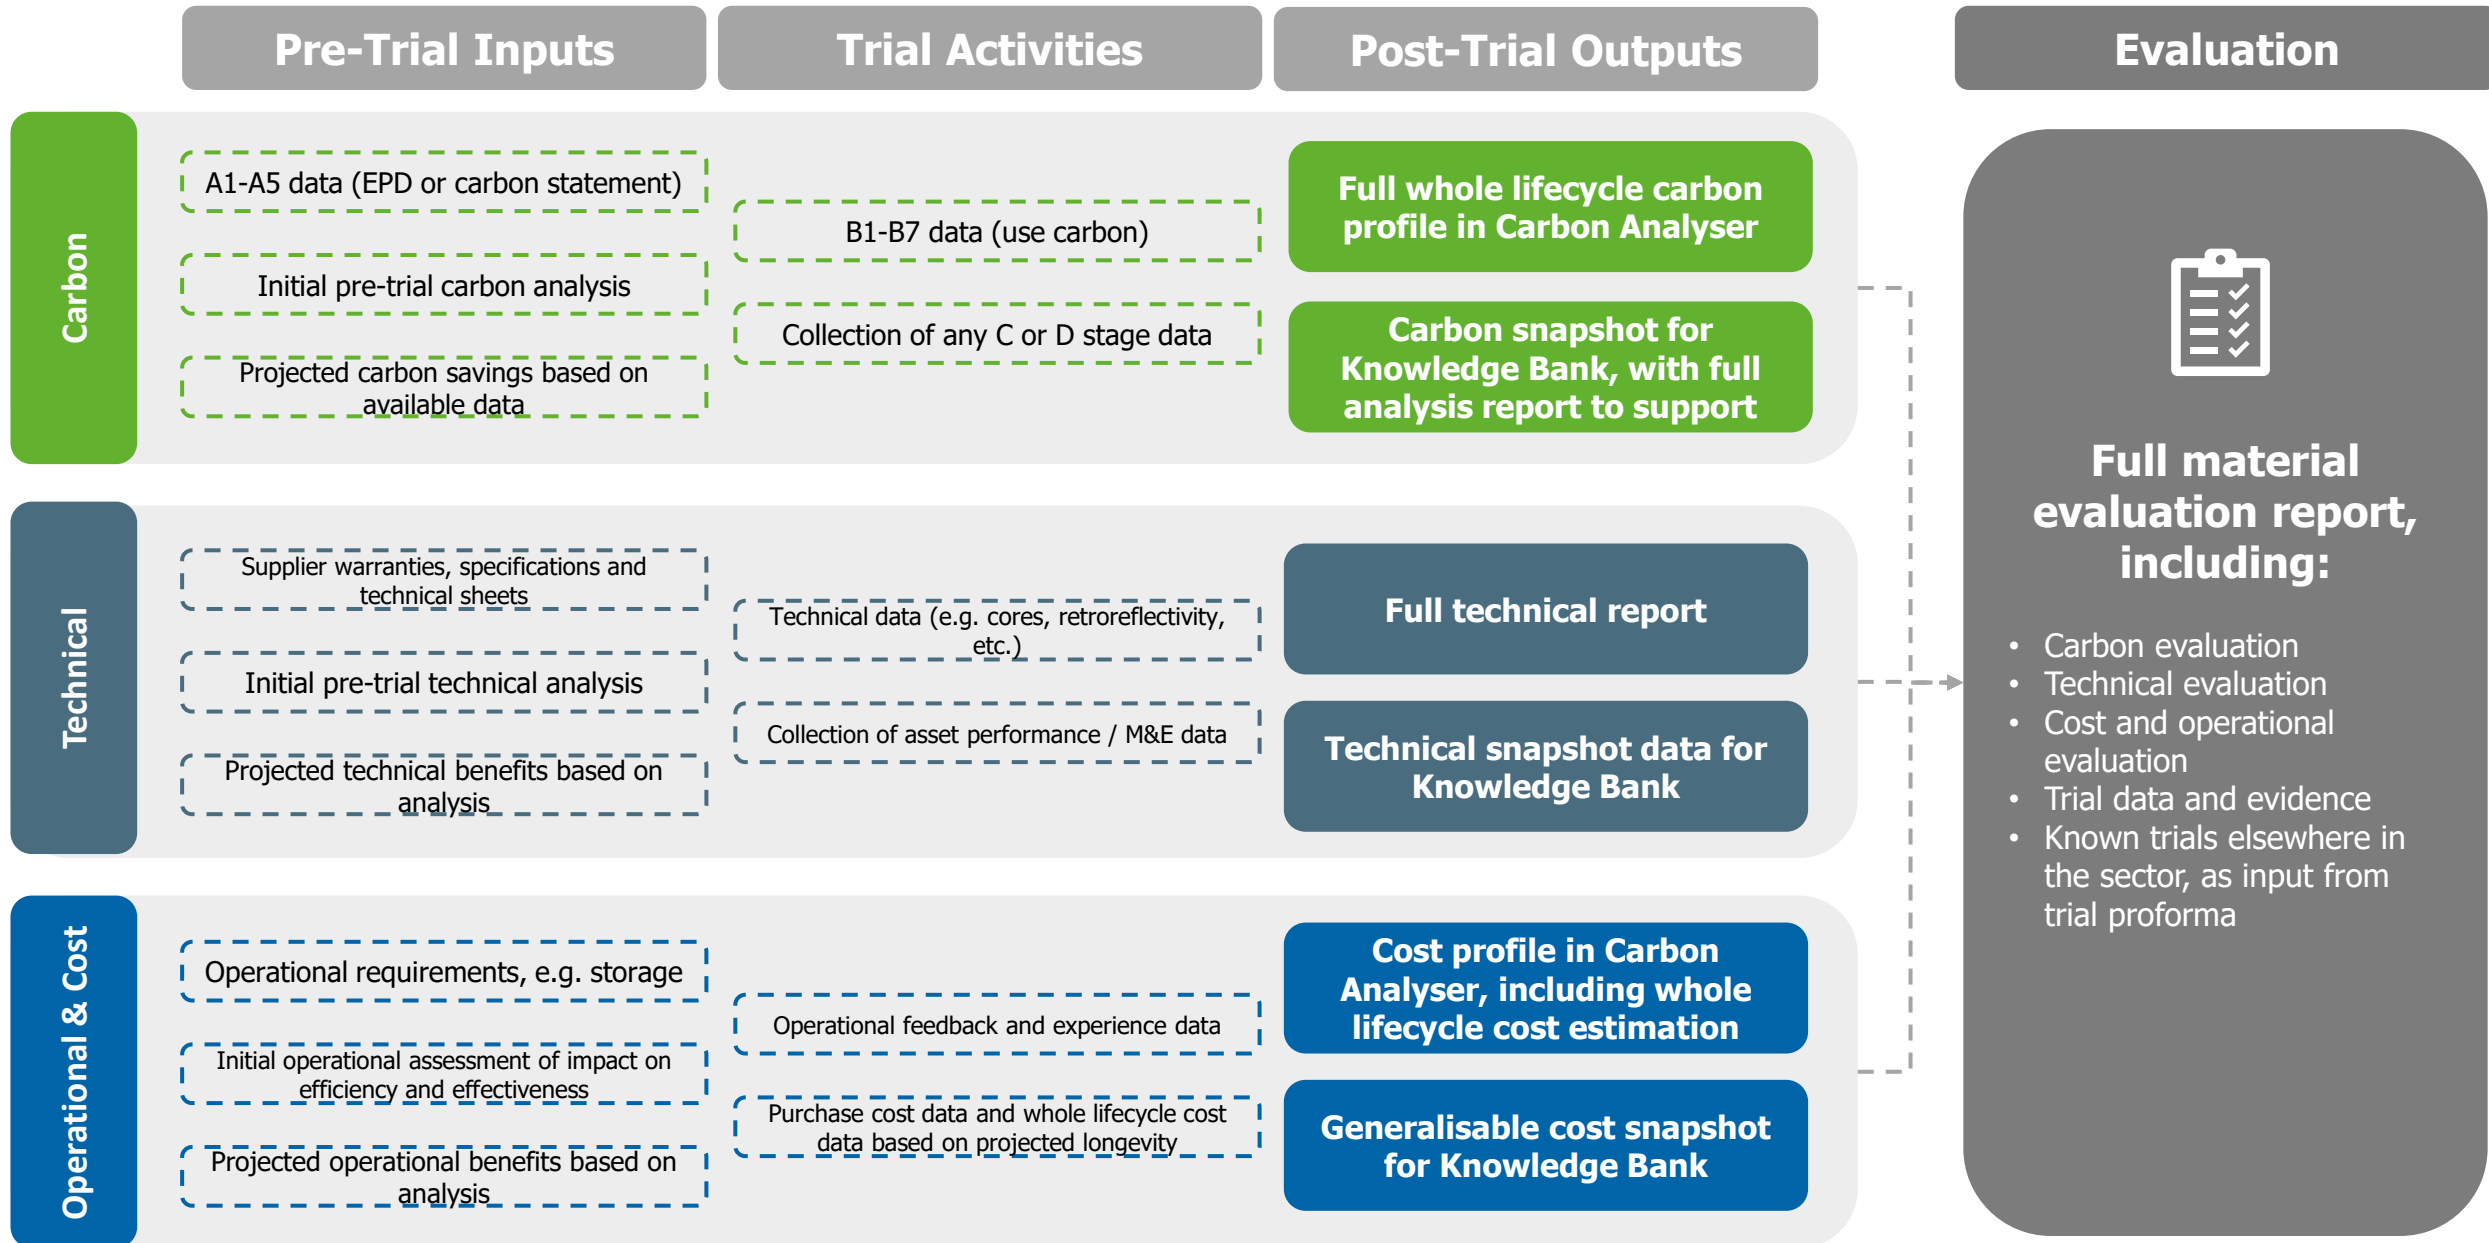 Pre-Trial Inputs
Trial Activities
Post-Trial Outputs
Evaluation
Carbon
A1-A5 data (EPD or carbon statement)
Initial pre-trial carbon analysis
Projected carbon savings based on
available data
B1-B7 data (use carbon)
Collection of any C or D stage data
Full whole lifecycle carbon
profile in Carbon Analyser
Carbon snapshot for
Knowledge Bank, with full
analysis report to support
Technical
Supplier warranties, specifications and
technical sheets
Initial pre-trial technical analysis
Projected technical benefits based on
analysis
Technical data (e.g. cores, retroreflectivity,
etc.)
Collection of asset performance / M&E data
Full technical report
Technical snapshot data for
Knowledge Bank
Operational & Cost
Operational requirements, e.g. storage
Initial operational assessment of impact on
efficiency and effectiveness
Projected operational benefits based on
analysis
Operational feedback and experience data
Purchase cost data and whole lifecycle cost
data based on projected longevity
Cost profile in Carbon
Analyser, including whole
lifecycle cost estimation
Generalisable cost snapshot
for Knowledge Bank
Full material
evaluation report,
including:
• Carbon evaluation
• Technical evaluation
• Cost and operational
evaluation
• Trial data and evidence
• Known trials elsewhere in
the sector, as input from
trial proforma